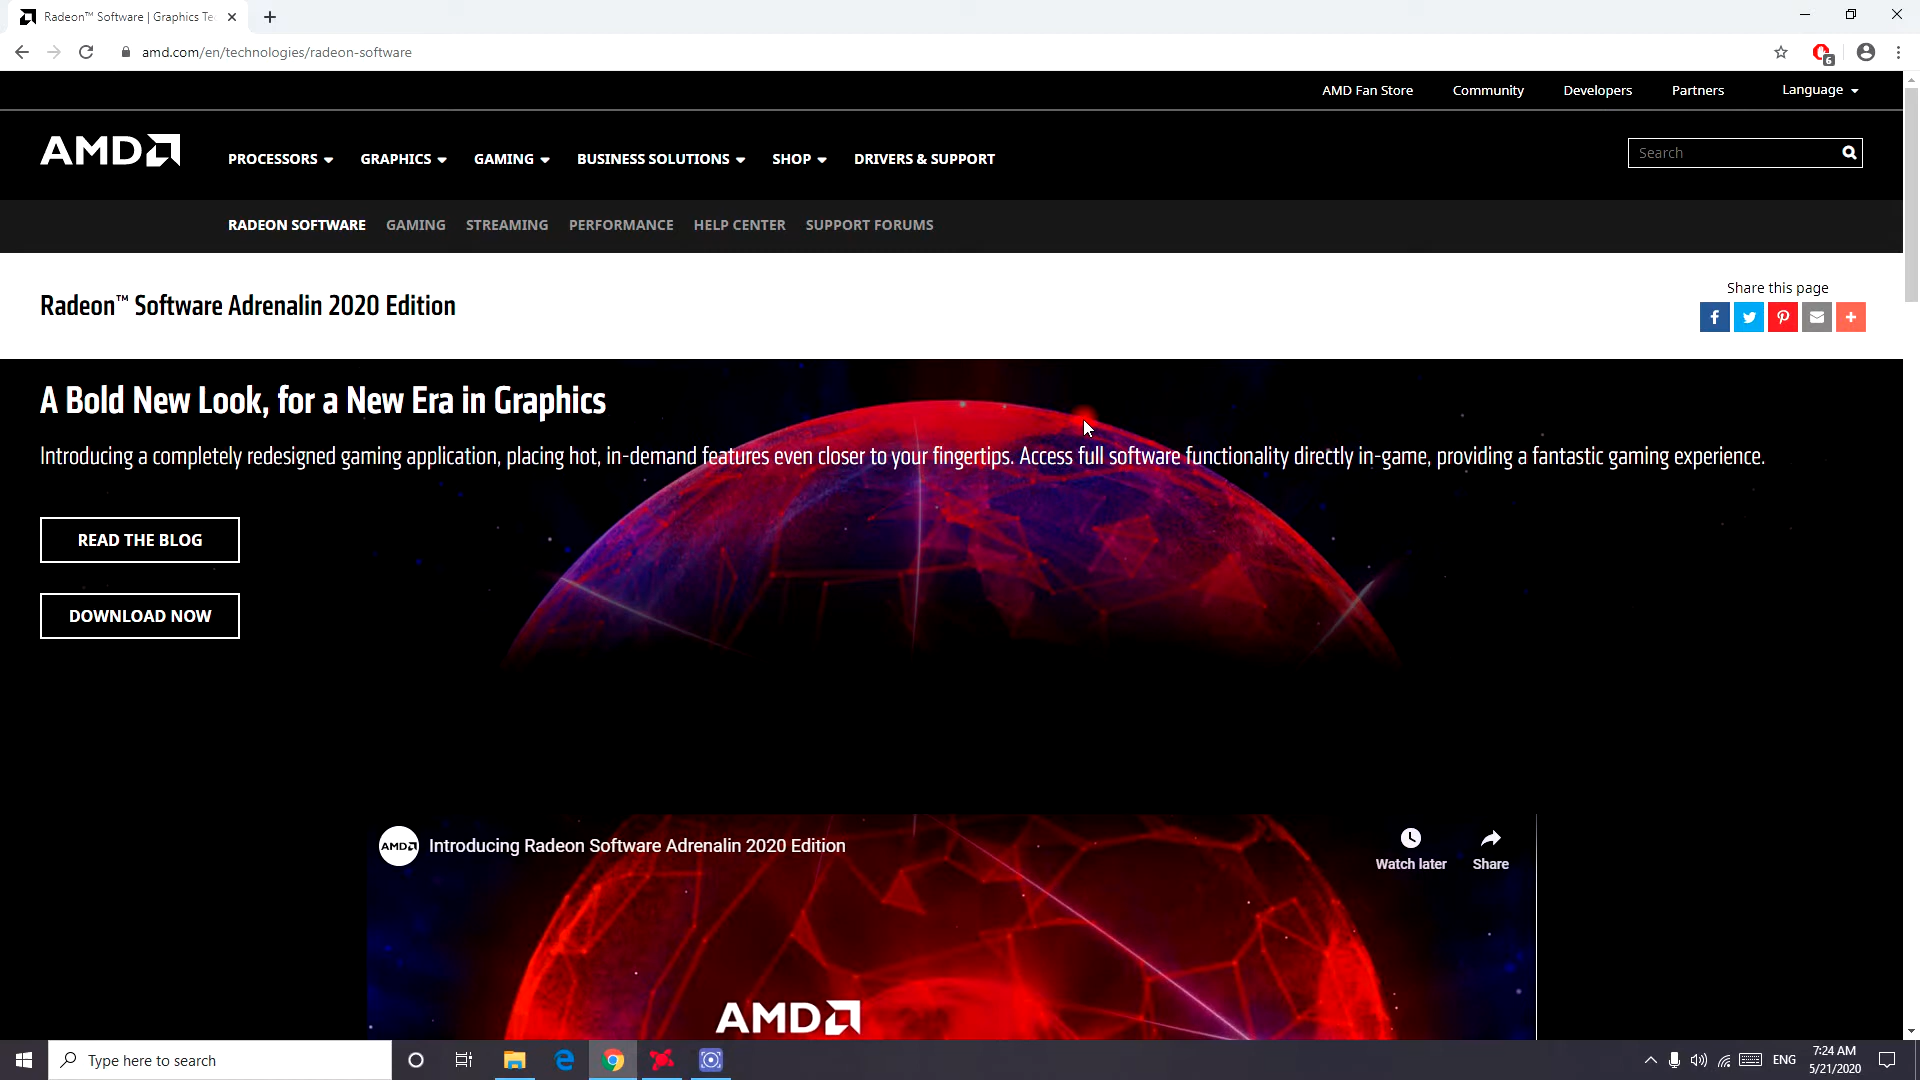 Radeon™ Software | Graphics Te
amd.com/en/technologies/radeon-software
6
AMD Fan Store Community Developers Partners Language
AMD
PROCESSORS GRAPHICS GAMING BUSINESS SOLUTIONS SHOP DRIVERS & SUPPORT
Search
RADEON SOFTWARE GAMING STREAMING PERFORMANCE HELP CENTER SUPPORT FORUMS
Share this page
Radeon™ Software Adrenalin 2020 Edition
A Bold New Look, for a New Era in Graphics
Introducing a completely redesigned gaming application, placing hot, in-demand features even closer to your fingertips. Access full software functionality directly in-game, providing a fantastic gaming experience.
READ THE BLOG
DOWNLOAD NOW
AMD Introducing Radeon Software Adrenalin 2020 Edition
Watch later Share
AMD
Type here to search
ENG
7:24 AM
5/21/2020